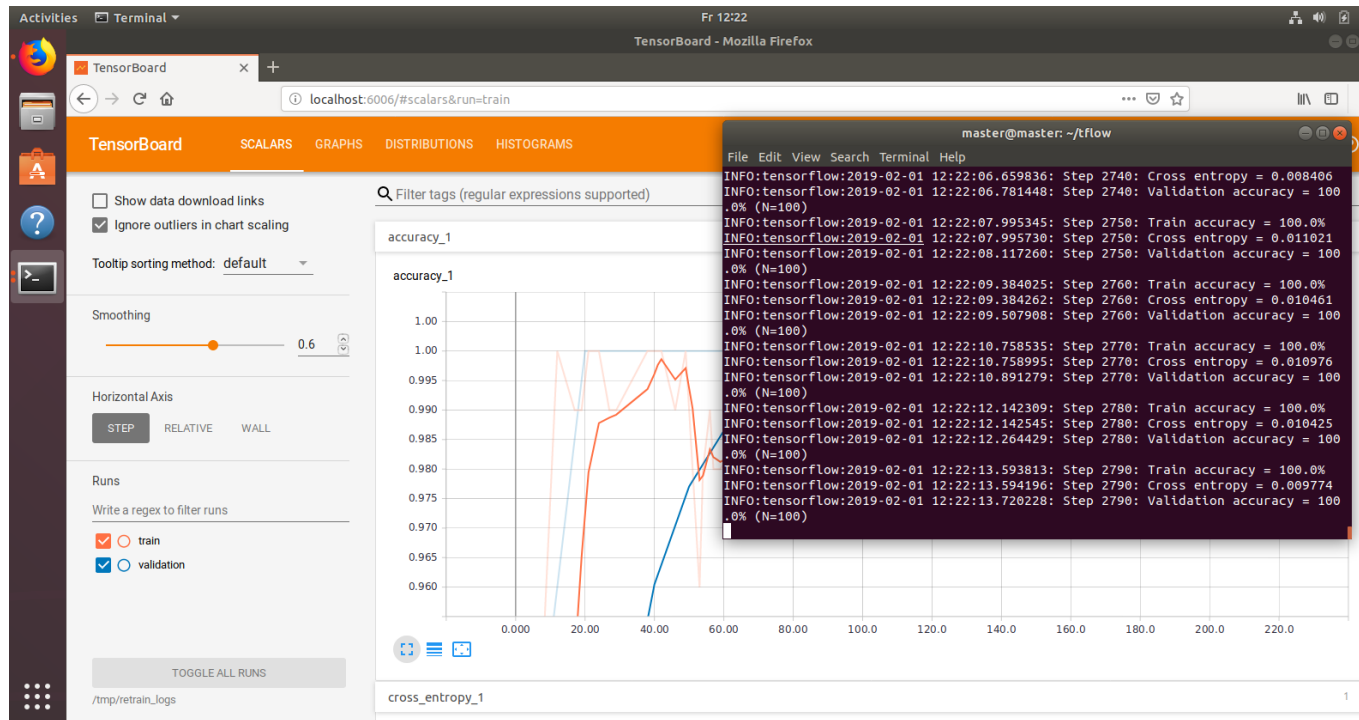 Activities Terminal Fr 12:22
TensorBoard - Mozilla Firefox
TensorBoard
localhost:6006/#scalars&run=train
TensorBoard SCALARS GRAPHS DISTRIBUTIONS HISTOGRAMS
Show data download links
Ignore outliers in chart scaling
Tooltip sorting method: default
Smoothing
0.6
Horizontal Axis
STEP RELATIVE WALL
Runs
Write a regex to filter runs
train
validation
TOGGLE ALL RUNS
/tmp/retrain_logs
Filter tags (regular expressions supported)
accuracy_1
accuracy_1
1.00
1.00
0.995
0.990
0.985
0.980
0.975
0.970
0.965
0.960
0.000 20.00 40.00 60.00 80.00 100.0 120.0 140.0 160.0 180.0 200.0 220.0
cross_entropy_1 1
master@master: ~/tflow
File Edit View Search Terminal Help
INFO:tensorflow:2019-02-01 12:22:06.659836: Step 2740: Cross entropy = 0.008406
INFO:tensorflow:2019-02-01 12:22:06.781448: Step 2740: Validation accuracy = 100
.0% (N=100)
INFO:tensorflow:2019-02-01 12:22:07.995345: Step 2750: Train accuracy = 100.0%
INFO:tensorflow:2019-02-01 12:22:07.995730: Step 2750: Cross entropy = 0.011021
INFO:tensorflow:2019-02-01 12:22:08.117260: Step 2750: Validation accuracy = 100
.0% (N=100)
INFO:tensorflow:2019-02-01 12:22:09.384025: Step 2760: Train accuracy = 100.0%
INFO:tensorflow:2019-02-01 12:22:09.384262: Step 2760: Cross entropy = 0.010461
INFO:tensorflow:2019-02-01 12:22:09.507908: Step 2760: Validation accuracy = 100
.0% (N=100)
INFO:tensorflow:2019-02-01 12:22:10.758535: Step 2770: Train accuracy = 100.0%
INFO:tensorflow:2019-02-01 12:22:10.758995: Step 2770: Cross entropy = 0.010976
INFO:tensorflow:2019-02-01 12:22:10.891279: Step 2770: Validation accuracy = 100
.0% (N=100)
INFO:tensorflow:2019-02-01 12:22:12.142309: Step 2780: Train accuracy = 100.0%
INFO:tensorflow:2019-02-01 12:22:12.142545: Step 2780: Cross entropy = 0.010425
INFO:tensorflow:2019-02-01 12:22:12.264429: Step 2780: Validation accuracy = 100
.0% (N=100)
INFO:tensorflow:2019-02-01 12:22:13.593813: Step 2790: Train accuracy = 100.0%
INFO:tensorflow:2019-02-01 12:22:13.594196: Step 2790: Cross entropy = 0.009774
INFO:tensorflow:2019-02-01 12:22:13.720228: Step 2790: Validation accuracy = 100
.0% (N=100)